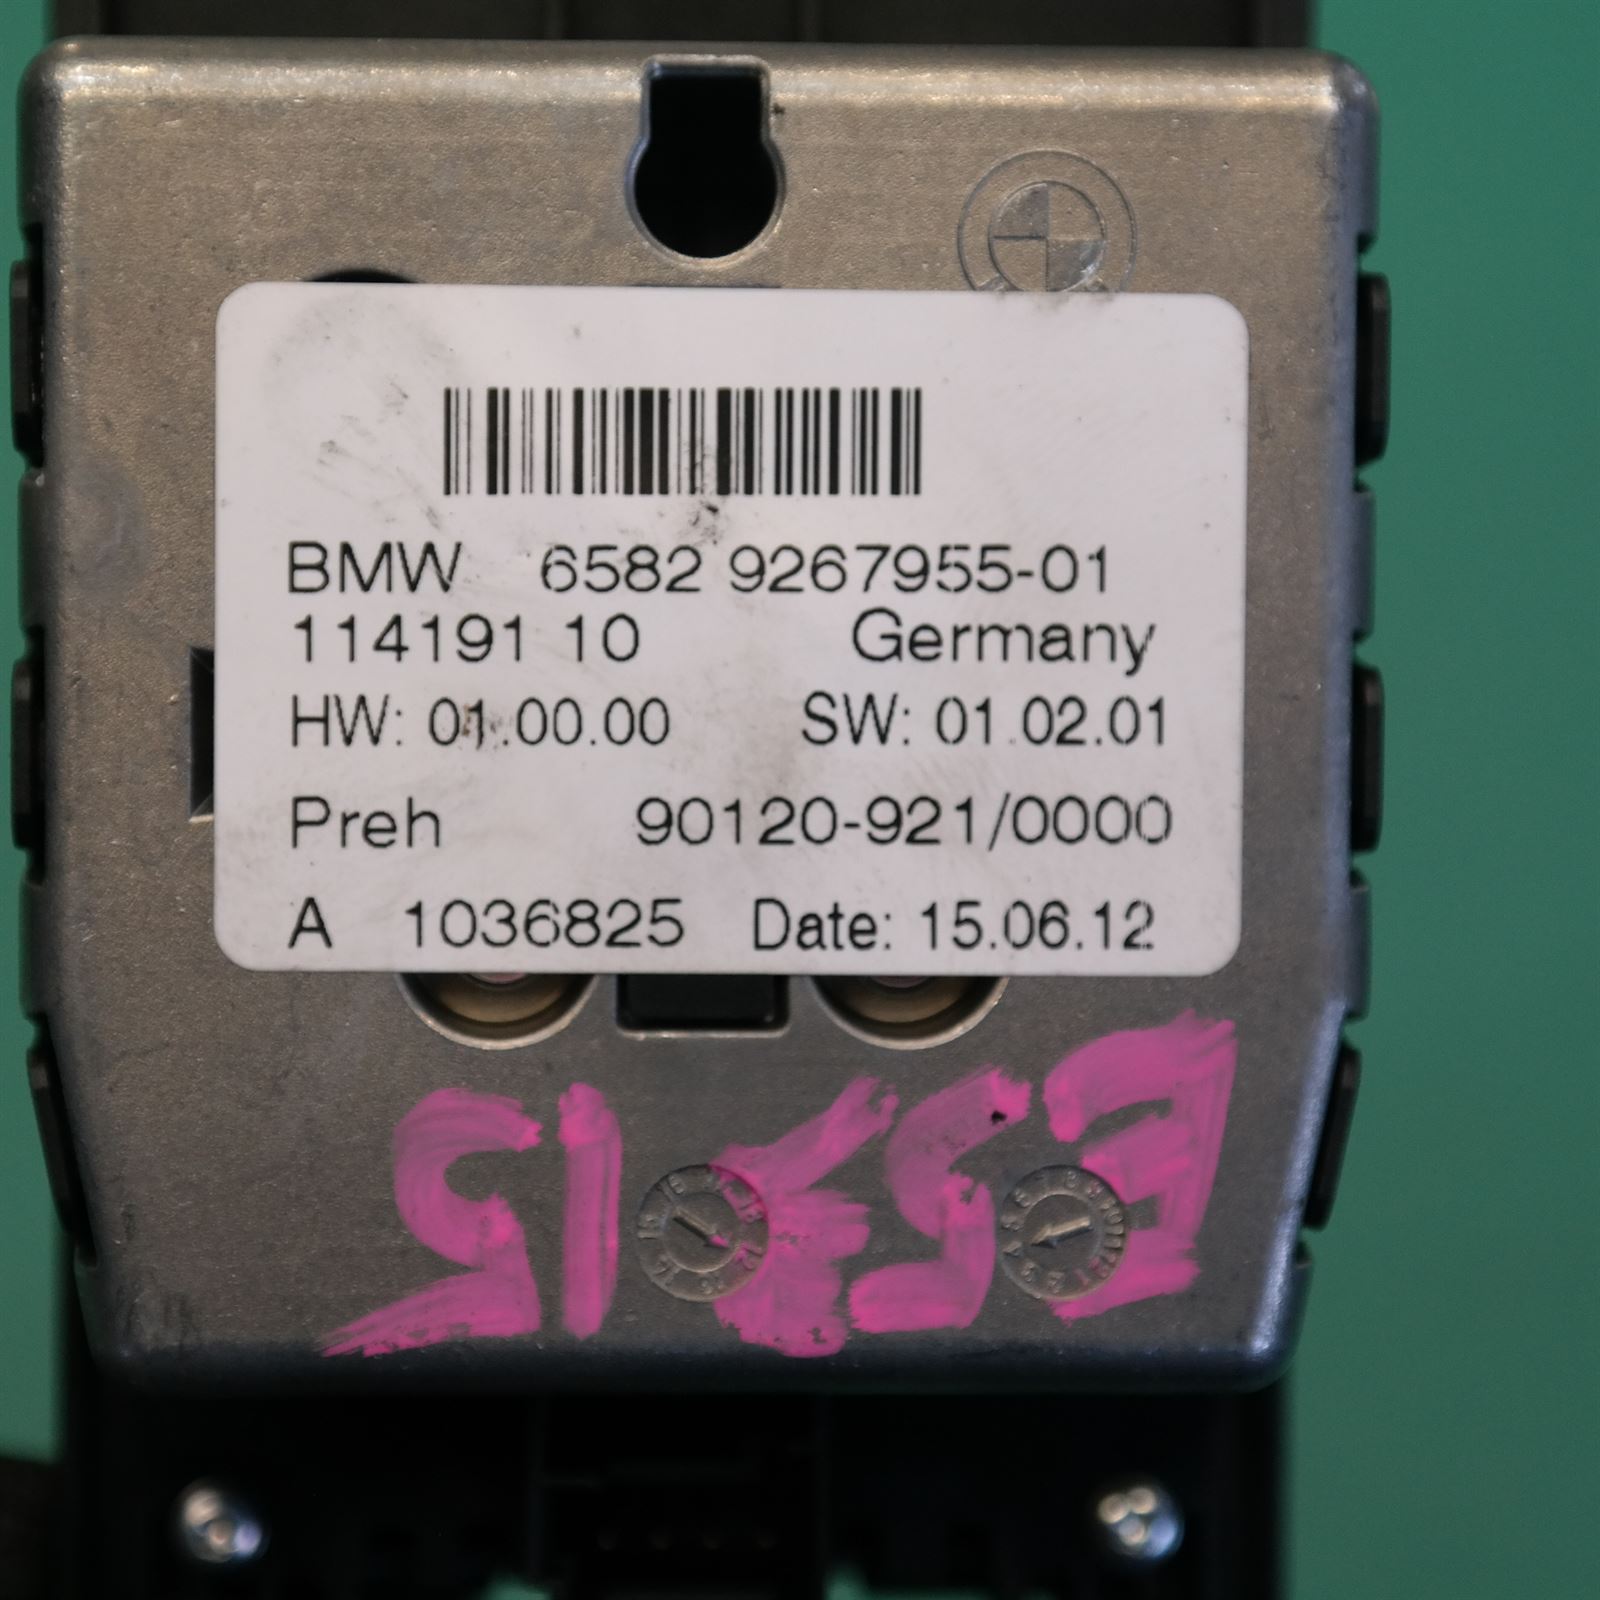 BMW 6582 9267955-01
114191 10 Germany
HW: 01.00.00 SW: 01.02.01
Preh 90120-921/0000
A 1036825 Date: 15.06.12